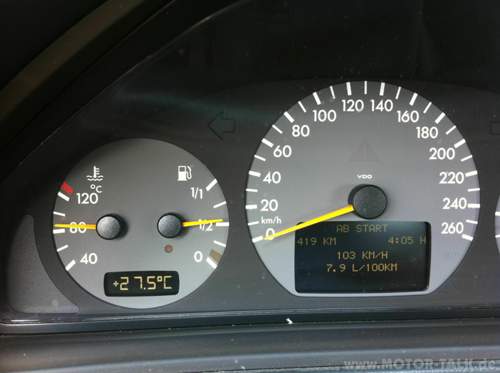 120
°C
80
40
+27.5°C
1/1
1/2
0
0
20
40
60
80
100
120
140
160
180
200
220
240
260
km/h
VDO
AB START
419 KM 4:05 H
103 KM/H
7.9 L/100KM
www.MOTOR-TALK.de